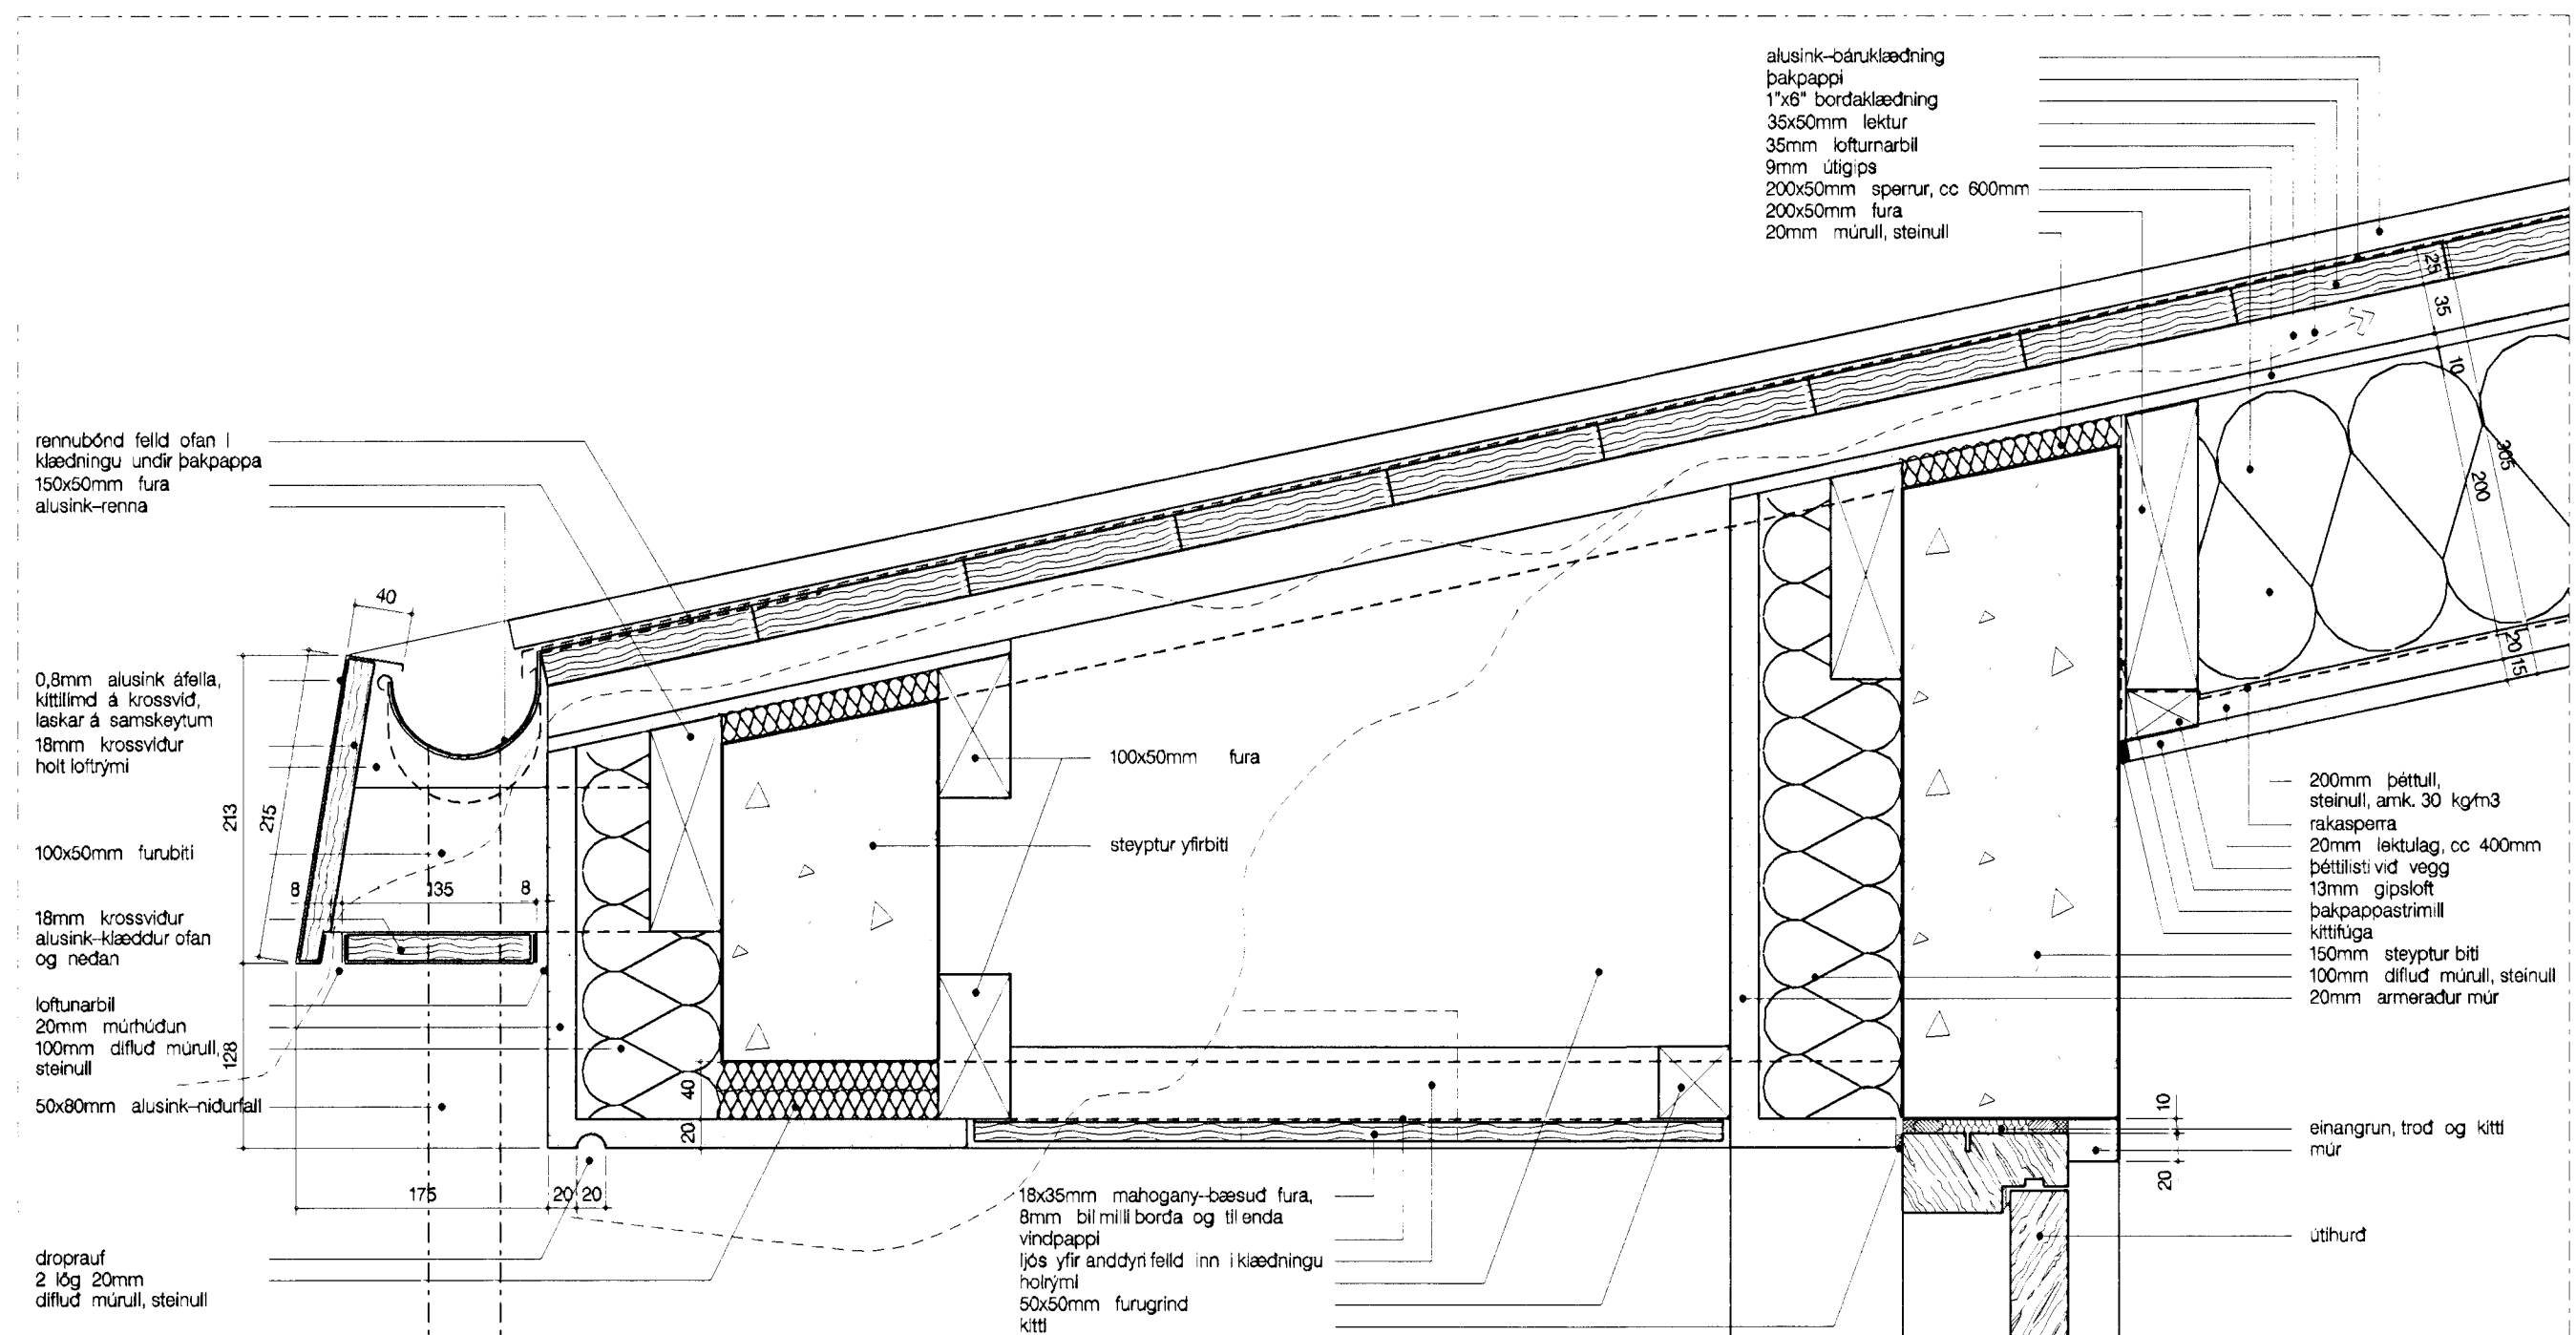 alusink-báruklæðning
þakpappi
1"x6" borðaklæðning
35x50mm lektur
35mm lofturnarbil
9mm útigips
200x50mm sperrur, cc 600mm
200x50mm fura
20mm múrull, steinull
25
35
10
305
200
20
15
rennubönd felld ofan í
klæðningu undir þakpappa
150x50mm fura
alusink-renna
40
0,8mm alusink áfella,
kíttilímd á krossvið,
laskar á samskeytum
18mm krossviður
holt loftrými
213
215
100x50mm furubiti
8
135
8
18mm krossviður
alusink-klæddur ofan
og neðan
loftunarbil
20mm múrhúðun
100mm difluð múrull,
steinull
128
50x80mm alusink-niðurfall
40
20
175
20
20
droprauf
2 lög 20mm
difluð múrull, steinull
100x50mm fura
steyptur yfirbiti
18x35mm mahogany-bæsuð fura,
8mm bil milli borða og til enda
vindpappi
ljós yfir anddyri felld inn í klæðningu
holrými
50x50mm furugrind
kítti
200mm þéttull,
steinull, amk. 30 kg/m3
rakasperra
20mm lektulag, cc 400mm
þéttilisti við vegg
13mm gipsloft
þakpappastrimill
kíttifúga
150mm steyptur biti
100mm difluð múrull, steinull
20mm armeraður múr
10
einangrun, troð og kítti
múr
20
útihurð